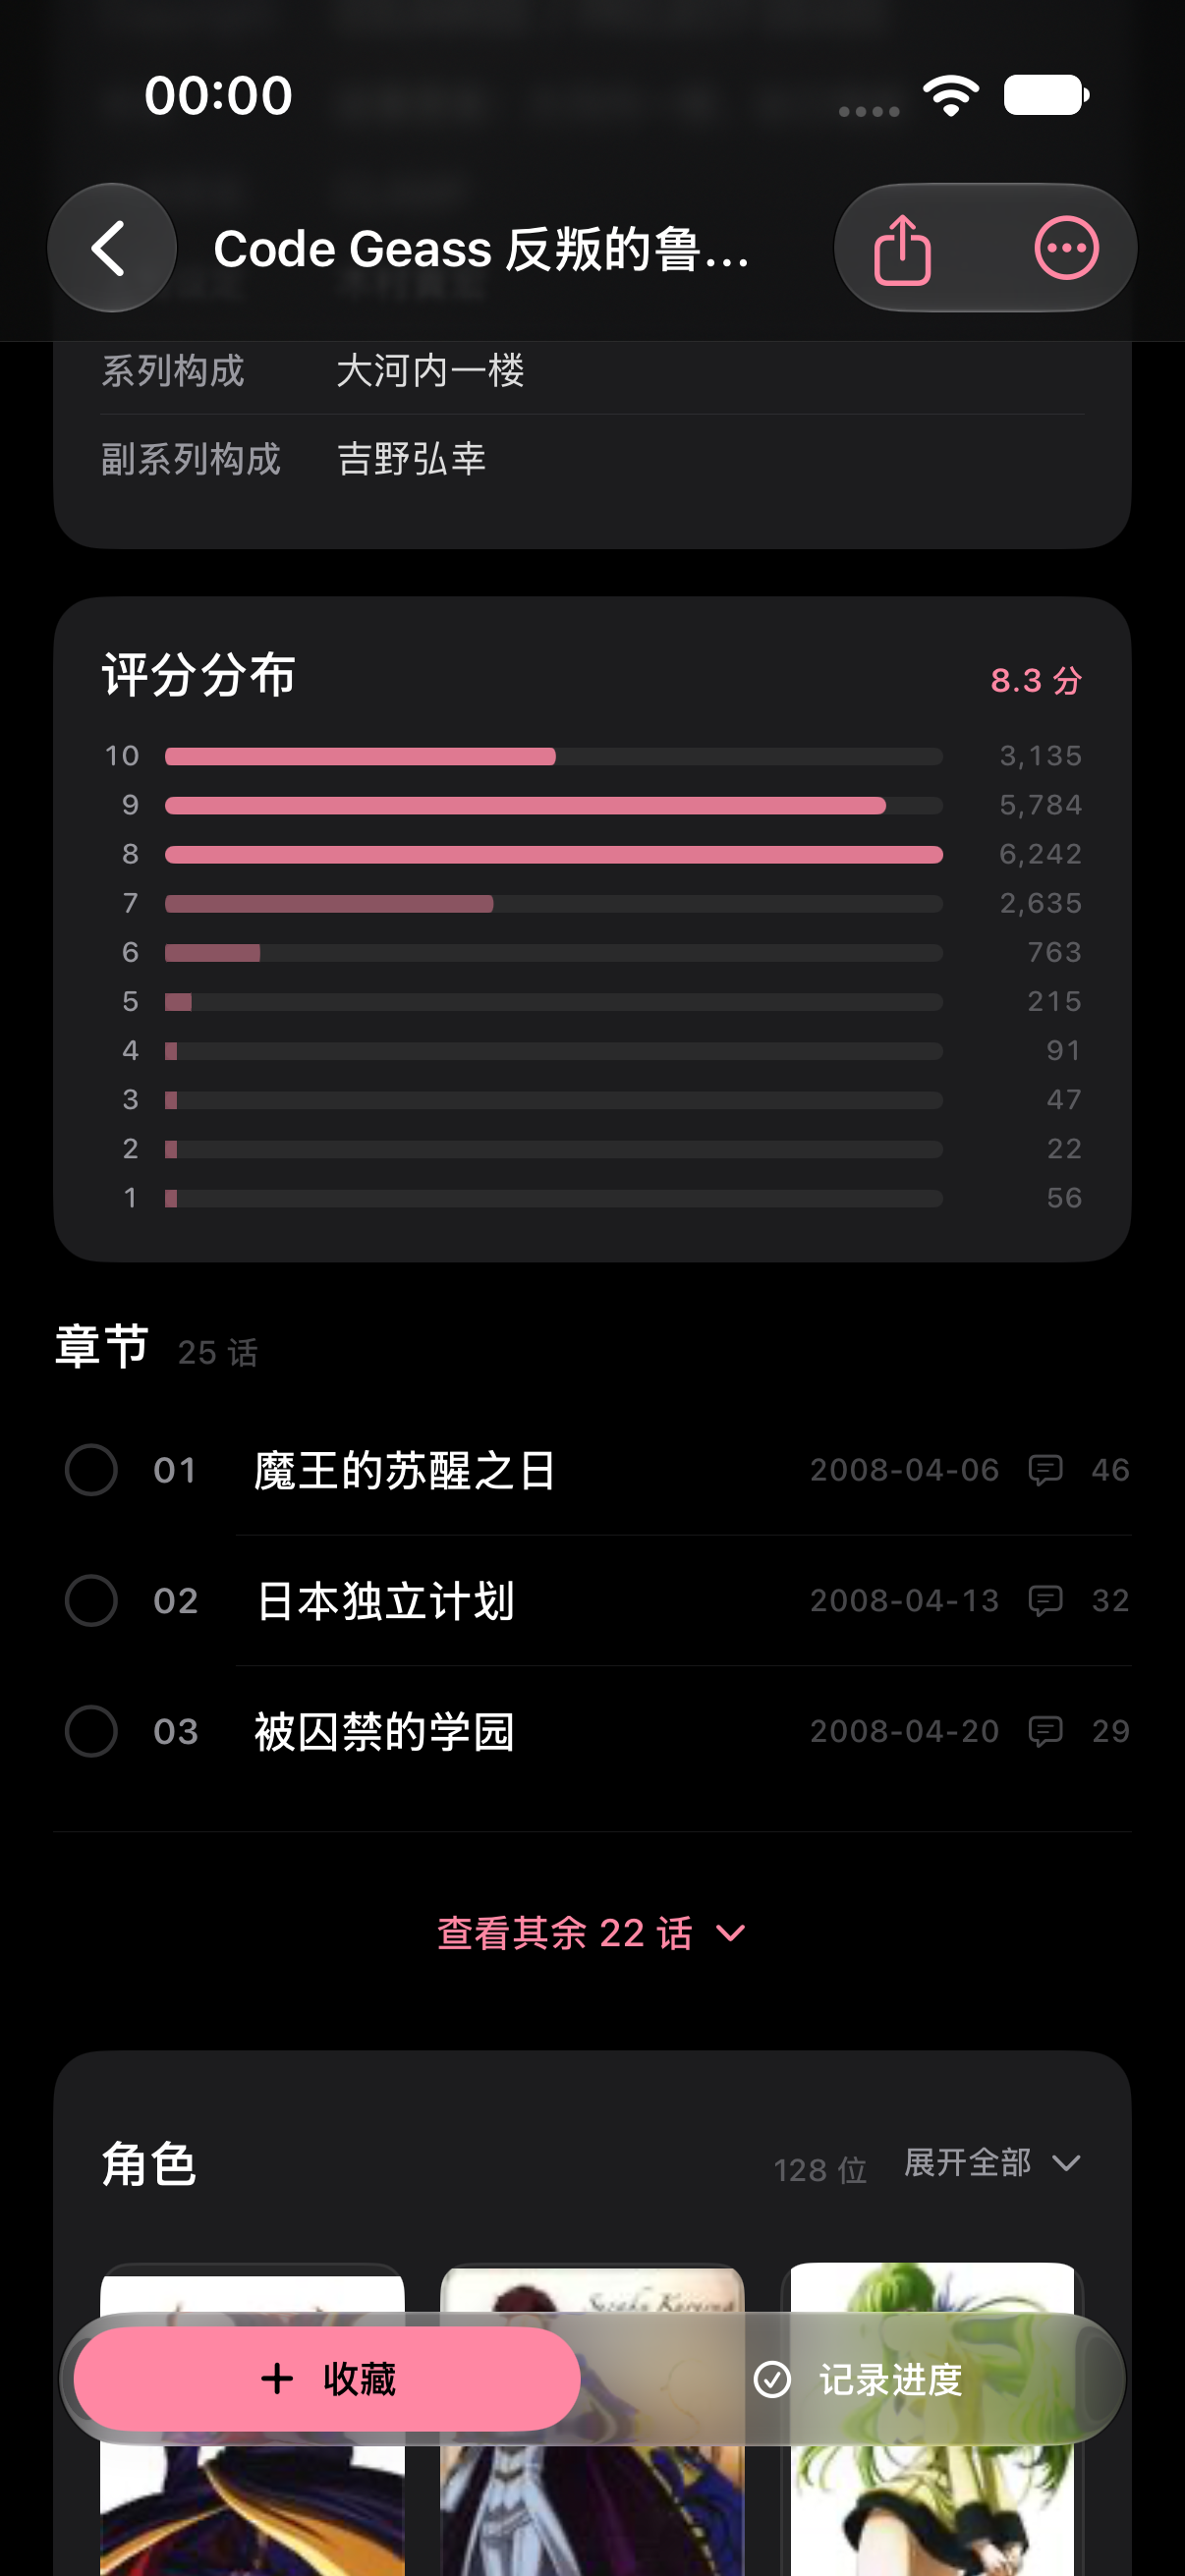 00:00
Code Geass 反叛的鲁...
系列构成 大河内一楼
副系列构成 吉野弘幸
评分分布 8.3 分
10 3,135
9 5,784
8 6,242
7 2,635
6 763
5 215
4 91
3 47
2 22
1 56
章节 25 话
01 魔王的苏醒之日 2008-04-06 46
02 日本独立计划 2008-04-13 32
03 被囚禁的学园 2008-04-20 29
查看其余 22 话
角色 128 位 展开全部
+ 收藏 记录进度